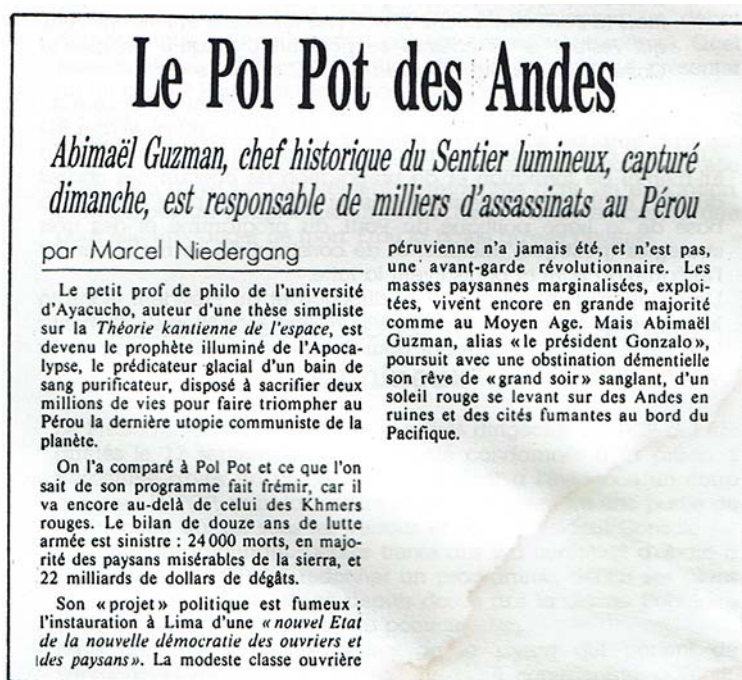 Le Pol Pot des Andes
Abimaël Guzman, chef historique du Sentier lumineux, capturé
dimanche, est responsable de milliers d'assassinats au Pérou
par Marcel Niedergang
Le petit prof de philo de l'université
d'Ayacucho, auteur d'une thèse simpliste
sur la Théorie kantienne de l'espace, est
devenu le prophète illuminé de l'Apoca-
lypse, le prédicateur glacial d'un bain de
sang purificateur, disposé à sacrifier deux
millions de vies pour faire triompher au
Pérou la dernière utopie communiste de la
planète.
On l'a comparé à Pol Pot et ce que l'on
sait de son programme fait frémir, car il
va encore au-delà de celui des Khmers
rouges. Le bilan de douze ans de lutte
armée est sinistre : 24 000 morts, en majo-
rité des paysans misérables de la sierra, et
22 milliards de dollars de dégâts.
Son « projet » politique est fumeux :
l'instauration à Lima d'une « nouvel Etat
de la nouvelle démocratie des ouvriers et
des paysans ». La modeste classe ouvrière
péruvienne n'a jamais été, et n'est pas,
une avant-garde révolutionnaire. Les
masses paysannes marginalisées, exploi-
tées, vivent encore en grande majorité
comme au Moyen Age. Mais Abimaël
Guzman, alias « le président Gonzalo »,
poursuit avec une obstination démentielle
son rêve de « grand soir » sanglant, d'un
soleil rouge se levant sur des Andes en
ruines et des cités fumantes au bord du
Pacifique.